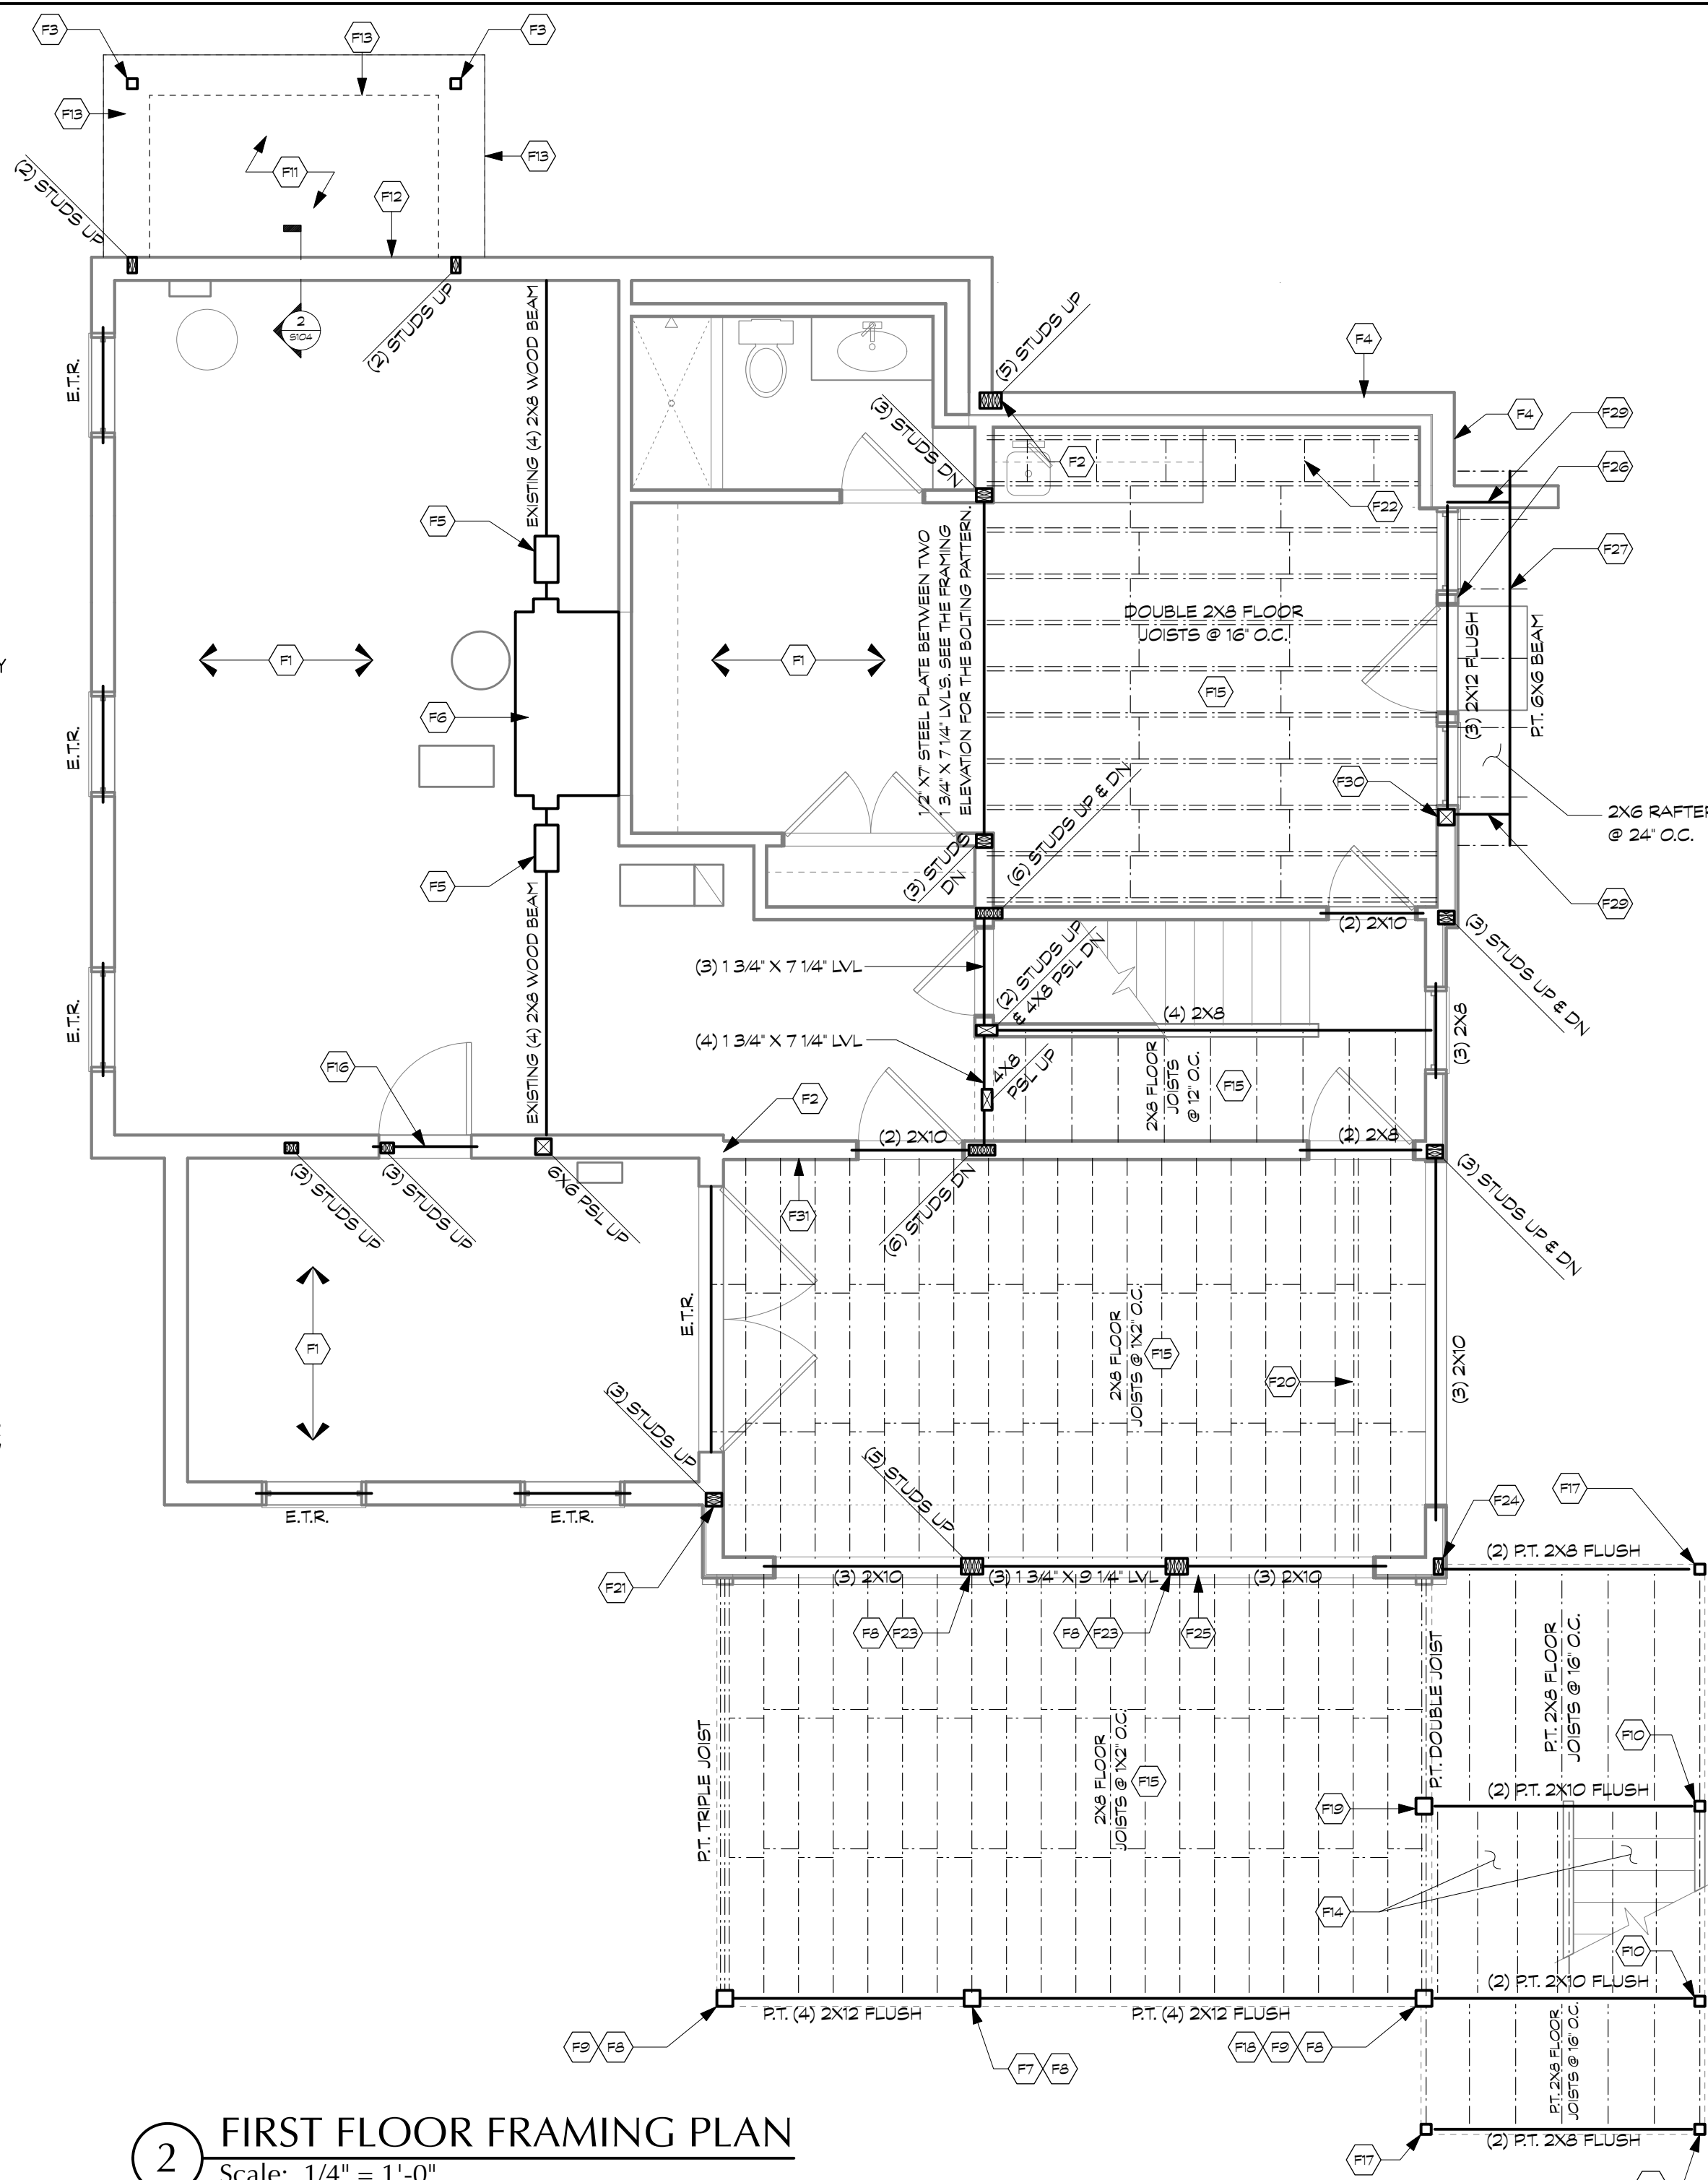 F3
F13
F3
F13
F13
F11
F12
(2) STUDS UP
(2) STUDS UP
2
S104
E.T.R.
EXISTING (4) 2X8 WOOD BEAM
(5) STUDS UP
F4
F4
F29
(3) STUDS DN
F2
F26
F22
F5
F27
1/2" X7" STEEL PLATE BETWEEN TWO
1 3/4" X 7 1/4" LVL'S. SEE THE FRAMING
ELEVATION FOR THE BOLTING PATTERN.
DOUBLE 2X8 FLOOR
JOISTS @ 16" O.C.
F1
F1
F15
(3) 2X12 FLUSH
P.T. 6X6 BEAM
Y
F6
E.T.R.
F30
2X6 RAFTER
@ 24" O.C.
(6) STUDS UP & DN
(3) STUDS
DN
F5
F29
(2) 2X10
(3) STUDS UP & DN
EXISTING (4) 2X8 WOOD BEAM
(3) 1 3/4" X 7 1/4" LVL
(2) STUDS UP
& 4X8 PSL DN
(4) 2X8
E.T.R.
(3) 2X8
(4) 1 3/4" X 7 1/4" LVL
4X8
PSL UP
2X8 FLOOR
JOISTS
@ 12" O.C.
F15
F16
F2
(2) 2X10
(2) 2X8
(3) STUDS UP
(3) STUDS UP
6X6 PSL UP
F31
(6) STUDS DN
(3) STUDS UP & DN
E.T.R.
F1
2X8 FLOOR
JOISTS @ 1X2" O.C.
F15
F20
(3) 2X10
(3) STUDS UP
(5) STUDS UP
E.T.R.
E.T.R.
F24
F17
(2) P.T. 2X8 FLUSH
F21
(3) 2X10
(3) 1 3/4" X 9 1/4" LVL
(3) 2X10
F8
F23
F8
F23
F25
P.T. TRIPLE JOIST
2X8 FLOOR
JOISTS @ 1X2" O.C.
F15
P.T. DOUBLE JOIST
P.T. 2X8 FLOOR
JOISTS @ 16" O.C.
F10
(2) P.T. 2X10 FLUSH
F19
F14
F10
(2) P.T. 2X10 FLUSH
P.T. (4) 2X12 FLUSH
P.T. (4) 2X12 FLUSH
F9
F8
F7
F8
F18
F9
F8
P.T. 2X8 FLOOR
JOISTS @ 16" O.C.
(2) P.T. 2X8 FLUSH
F17
2
FIRST FLOOR FRAMING PLAN
Scale: 1/4" = 1'-0"